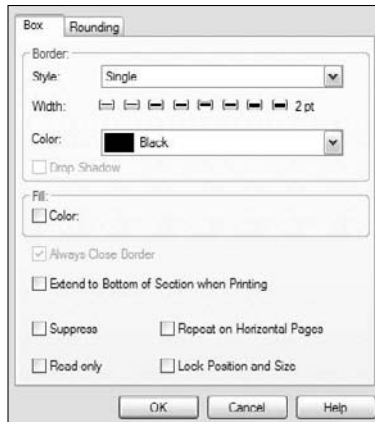 Box Rounding
Border:
Style: Single
Width: 2 pt
Color: Black
Drop Shadow
Fill:
Color:
Always Close Border
Extend to Bottom of Section when Printing
Suppress Repeat on Horizontal Pages
Read only Lock Position and Size
OK Cancel Help